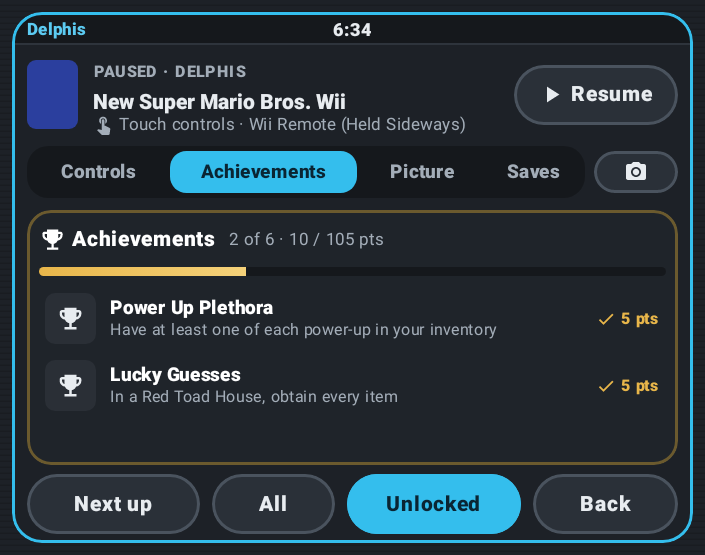 Delphis
6:34
PAUSED · DELPHIS
New Super Mario Bros. Wii
Touch controls · Wii Remote (Held Sideways)
Resume
Controls
Achievements
Picture
Saves
Achievements 2 of 6 · 10 / 105 pts
Power Up Plethora
Have at least one of each power-up in your inventory
✓ 5 pts
Lucky Guesses
In a Red Toad House, obtain every item
✓ 5 pts
Next up
All
Unlocked
Back